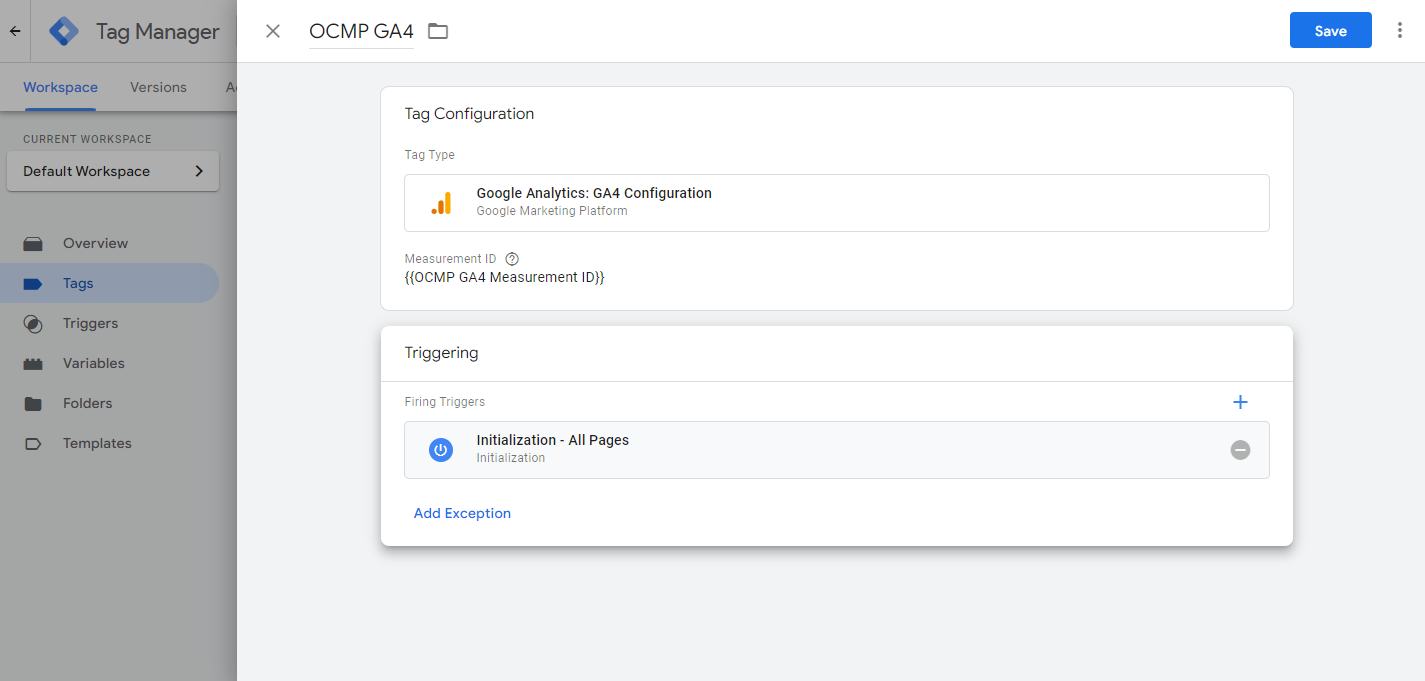 Tag Manager
OCMP GA4
Save
Workspace
Versions
CURRENT WORKSPACE
Default Workspace
Overview
Tags
Triggers
Variables
Folders
Templates
Tag Configuration
Tag Type
Google Analytics: GA4 Configuration
Google Marketing Platform
Measurement ID
{{OCMP GA4 Measurement ID}}
Triggering
Firing Triggers
Initialization - All Pages
Initialization
Add Exception